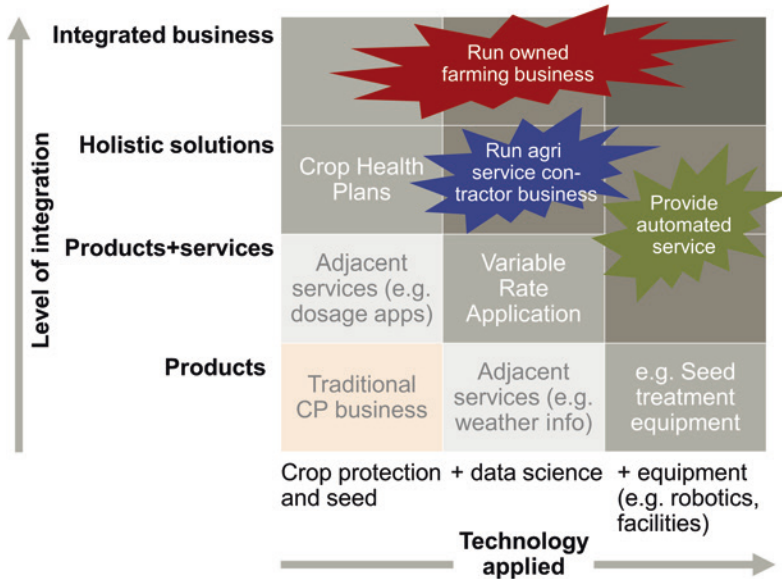 Integrated business
Run owned
farming business
Holistic solutions
Crop Health
Plans
Run agri
service con-
tractor business
Provide
automated
service
Products+services
Adjacent
services (e.g.
dosage apps)
Variable
Rate
Application
Products
Traditional
CP business
Adjacent
services (e.g.
weather info)
e.g. Seed
treatment
equipment
Level of integration
Crop protection
and seed
+ data science
+ equipment
(e.g. robotics,
facilities)
Technology
applied